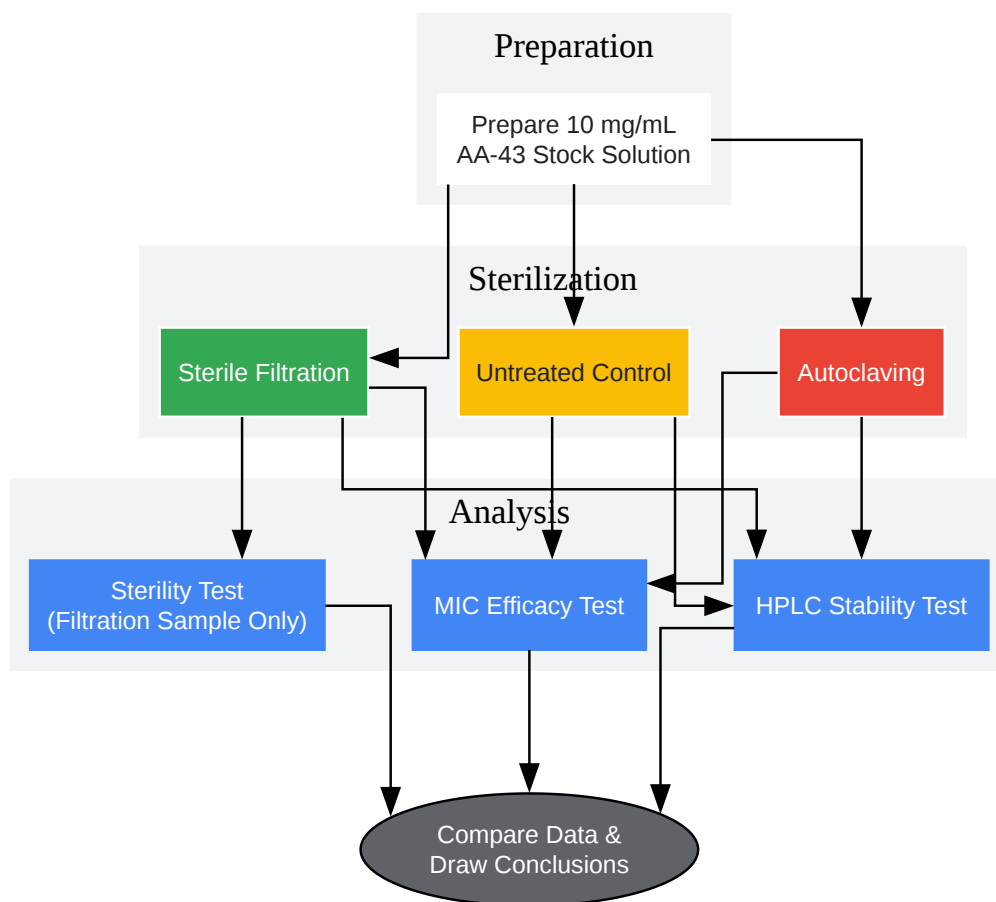 Preparation
Prepare 10 mg/mL
AA-43 Stock Solution
Sterilization
Sterile Filtration
Untreated Control
Autoclaving
Analysis
Sterility Test
(Filtration Sample Only)
MIC Efficacy Test
HPLC Stability Test
Compare Data &
Draw Conclusions